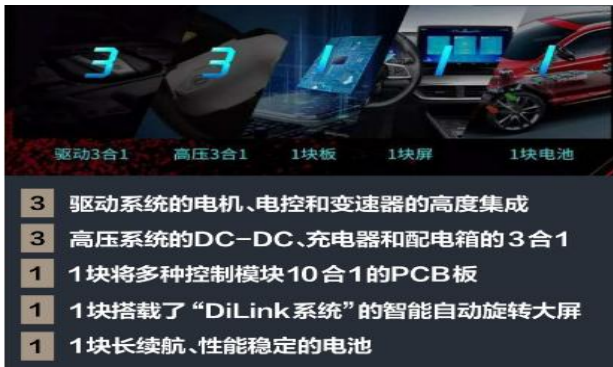 3 3 1 1 1
驱动3合1 高压3合1 1块板 1块屏 1块电池
3 驱动系统的电机、电控和变速器的高度集成
3 高压系统的DC-DC、充电器和配电箱的3合1
1 1块将多种控制模块10合1的PCB板
1 1块搭载了“DiLink系统”的智能自动旋转大屏
1 1块长续航、性能稳定的电池